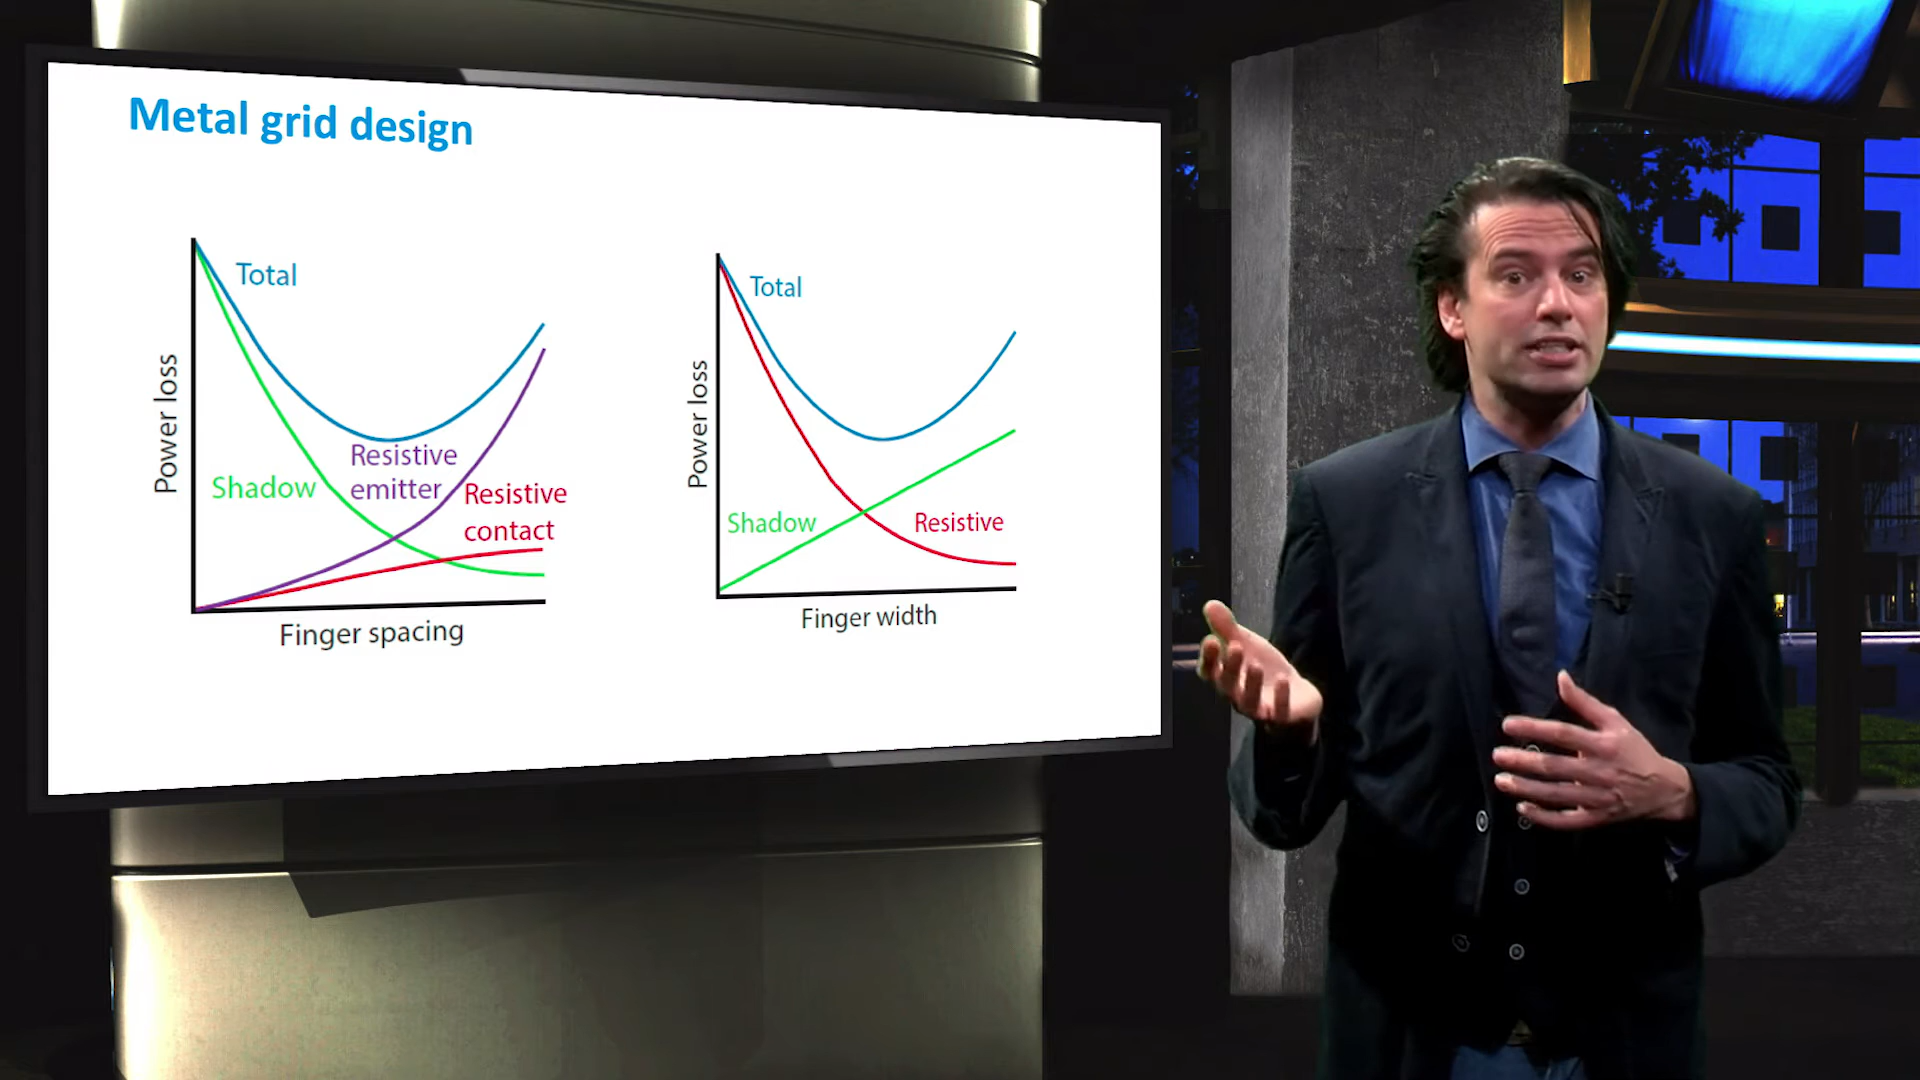 Metal grid design
Power loss
Total
Shadow
Resistive
emitter
Resistive
contact
Finger spacing
Power loss
Total
Shadow
Resistive
Finger width